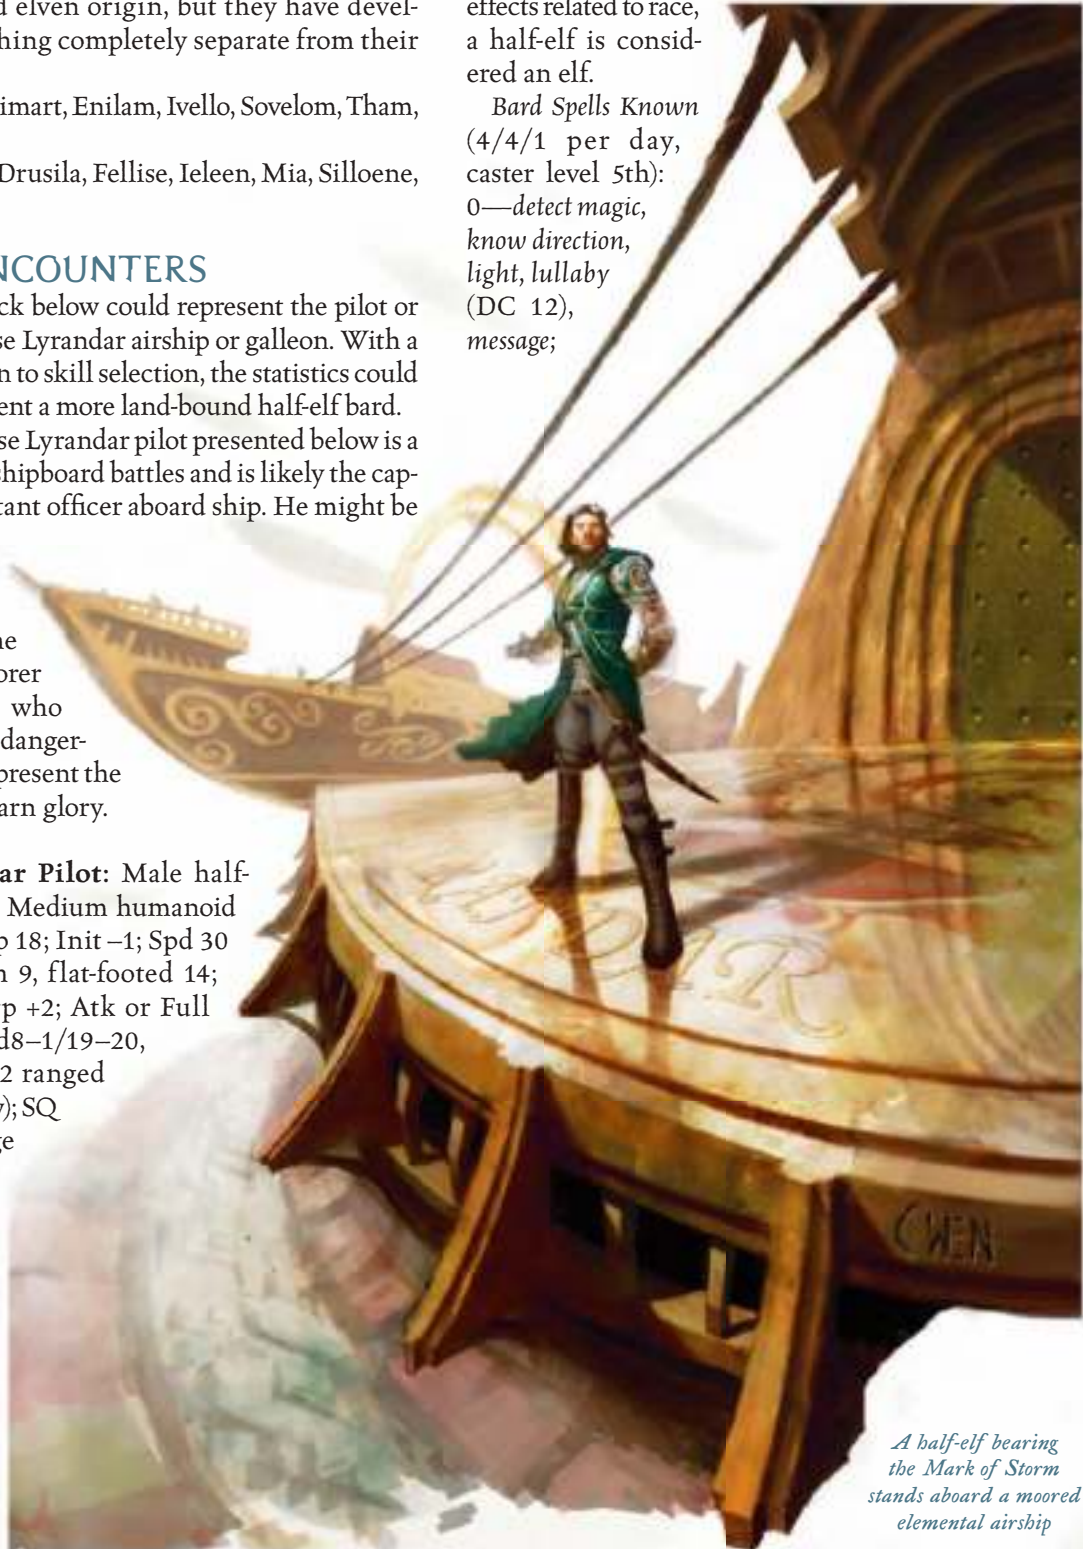 d elven origin, but they have devel-
hing completely separate from their
imart, Enilam, Ivello, Sovelom, Tham,
Drusila, Fellise, Ieleen, Mia, Silloene,
NCOUNTERS
ck below could represent the pilot or
se Lyrandar airship or galleon. With a
n to skill selection, the statistics could
ent a more land-bound half-elf bard.
se Lyrandar pilot presented below is a
shipboard battles and is likely the cap-
tant officer aboard ship. He might be
ne
orer
who
danger-
present the
arn glory.
ar Pilot: Male half-
Medium humanoid
p 18; Init –1; Spd 30
h 9, flat-footed 14;
rp +2; Atk or Full
d8–1/19–20,
2 ranged
y); SQ
ge
effects related to race,
a half-elf is consid-
ered an elf.
Bard Spells Known
(4/4/1 per day,
caster level 5th):
0—detect magic,
know direction,
light, lullaby
(DC 12),
message;
CHEN
A half-elf bearing
the Mark of Storm
stands aboard a moored
elemental airship